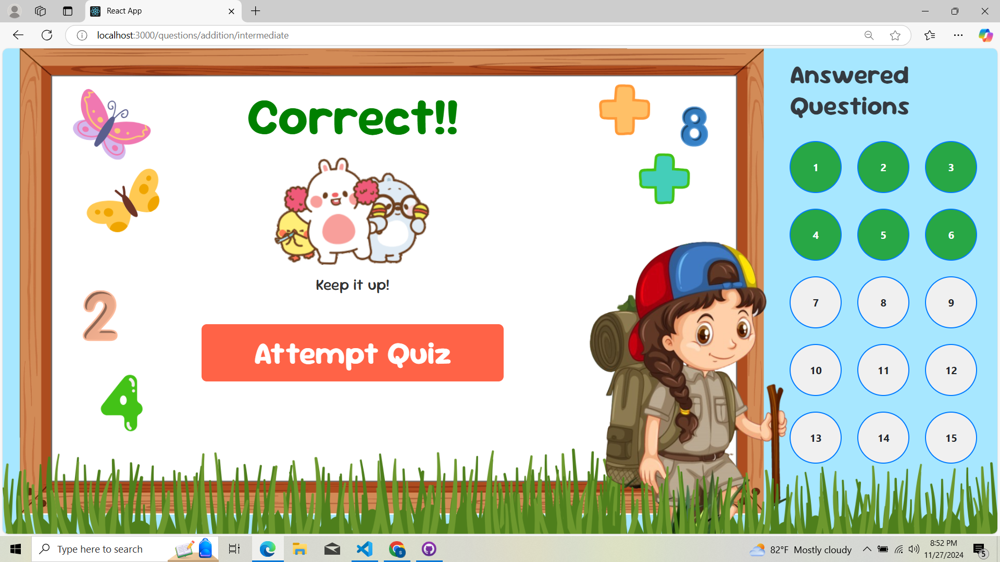 React App
localhost:3000/questions/addition/intermediate
Correct!!
8
Keep it up!
2
Attempt Quiz
4
Answered
Questions
1 2 3
4 5 6
7 8 9
10 11 12
13 14 15
Type here to search
S
82°F Mostly cloudy
8:52 PM
11/27/2024
5